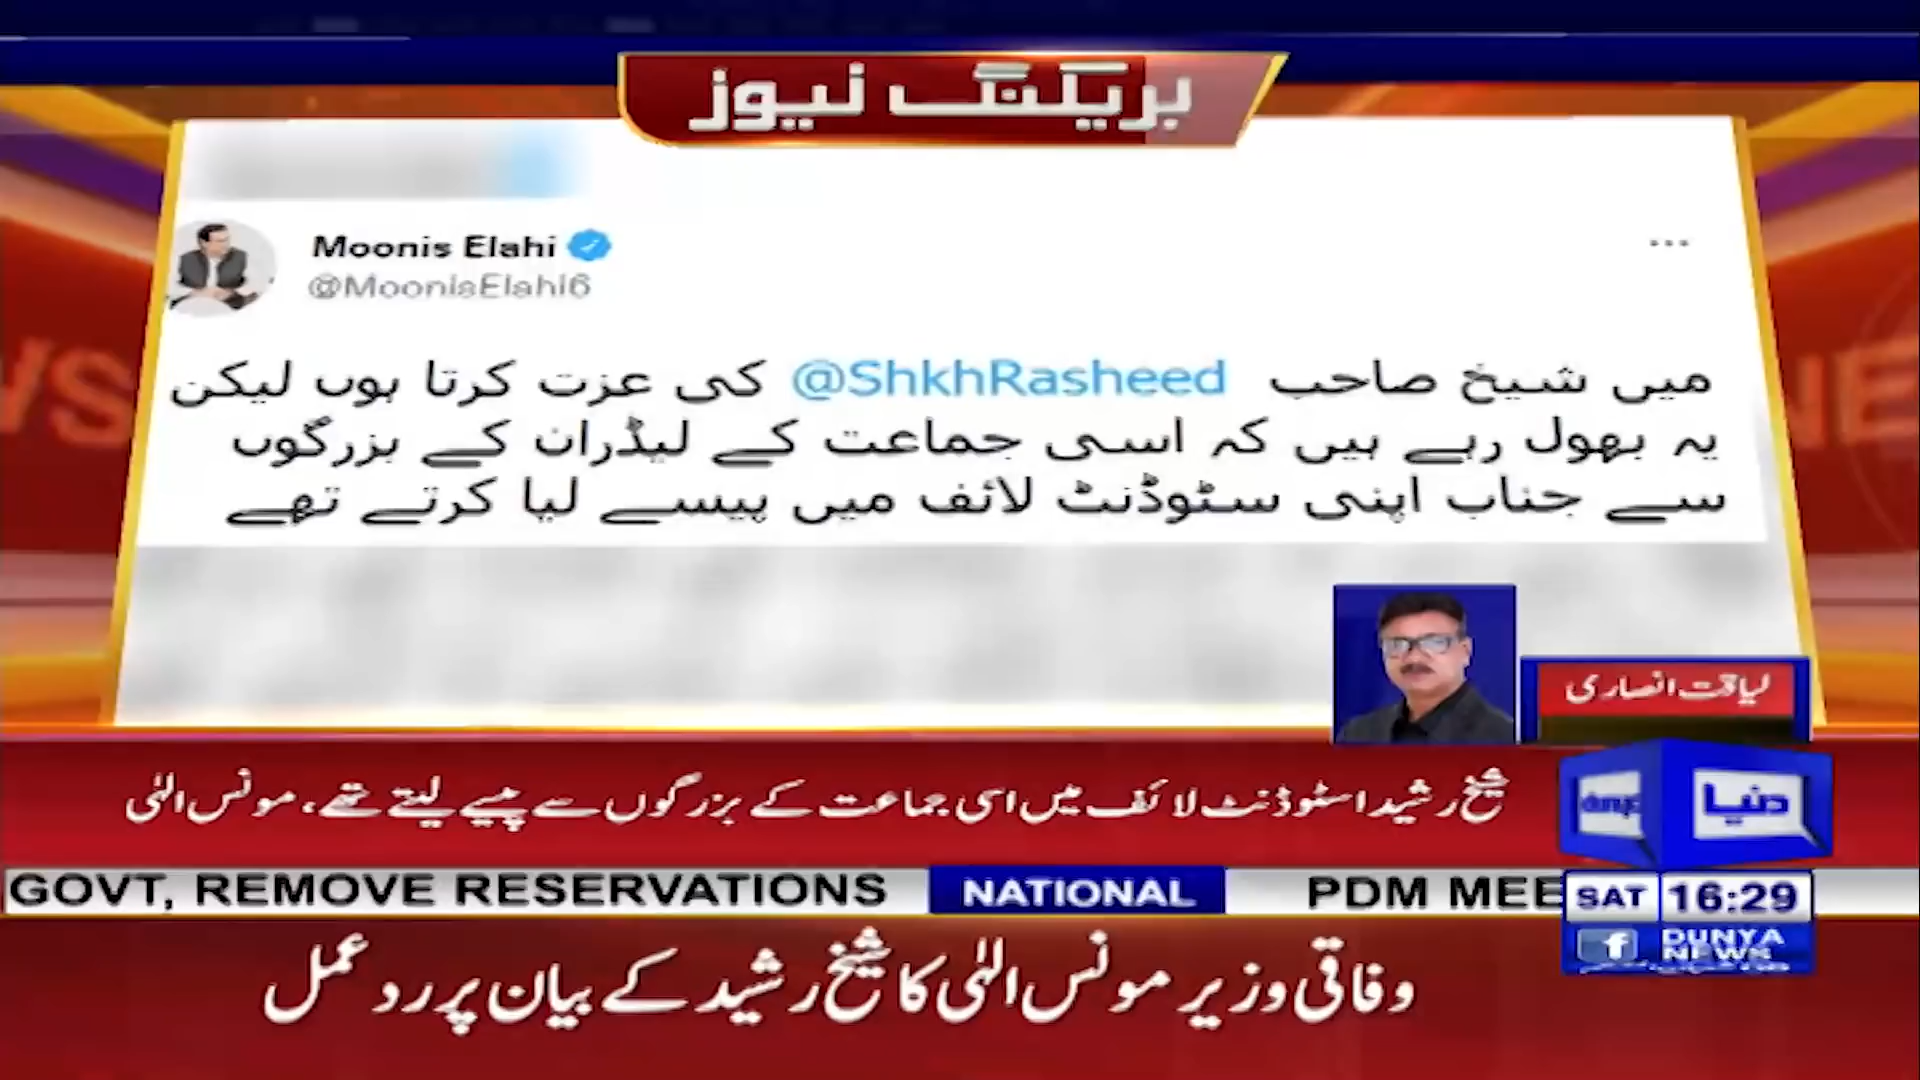 بریکنگ نیوز
Moonis Elahi
@MoonisElahi6
میں شیخ صاحب @ShkhRasheed کی عزت کرتا ہوں لیکن
یہ بھول رہے ہیں کہ اسی جماعت کے لیڈران کے بزرگوں
سے جناب اپنی سٹوڈنٹ لائف میں پیسے لیا کرتے تھے
لیاقت انصاری
شیخ رشید اسٹوڈنٹ لائف میں اسی جماعت کے بزرگوں سے پیسے لیتے تھے، مونس الٰہی
دنیا
dunya
GOVT, REMOVE RESERVATIONS NATIONAL PDM MEE
SAT 16:29
DUNYA
NEWS
وفاقی وزیر مونس الٰہی کا شیخ رشید کے بیان پر ردعمل